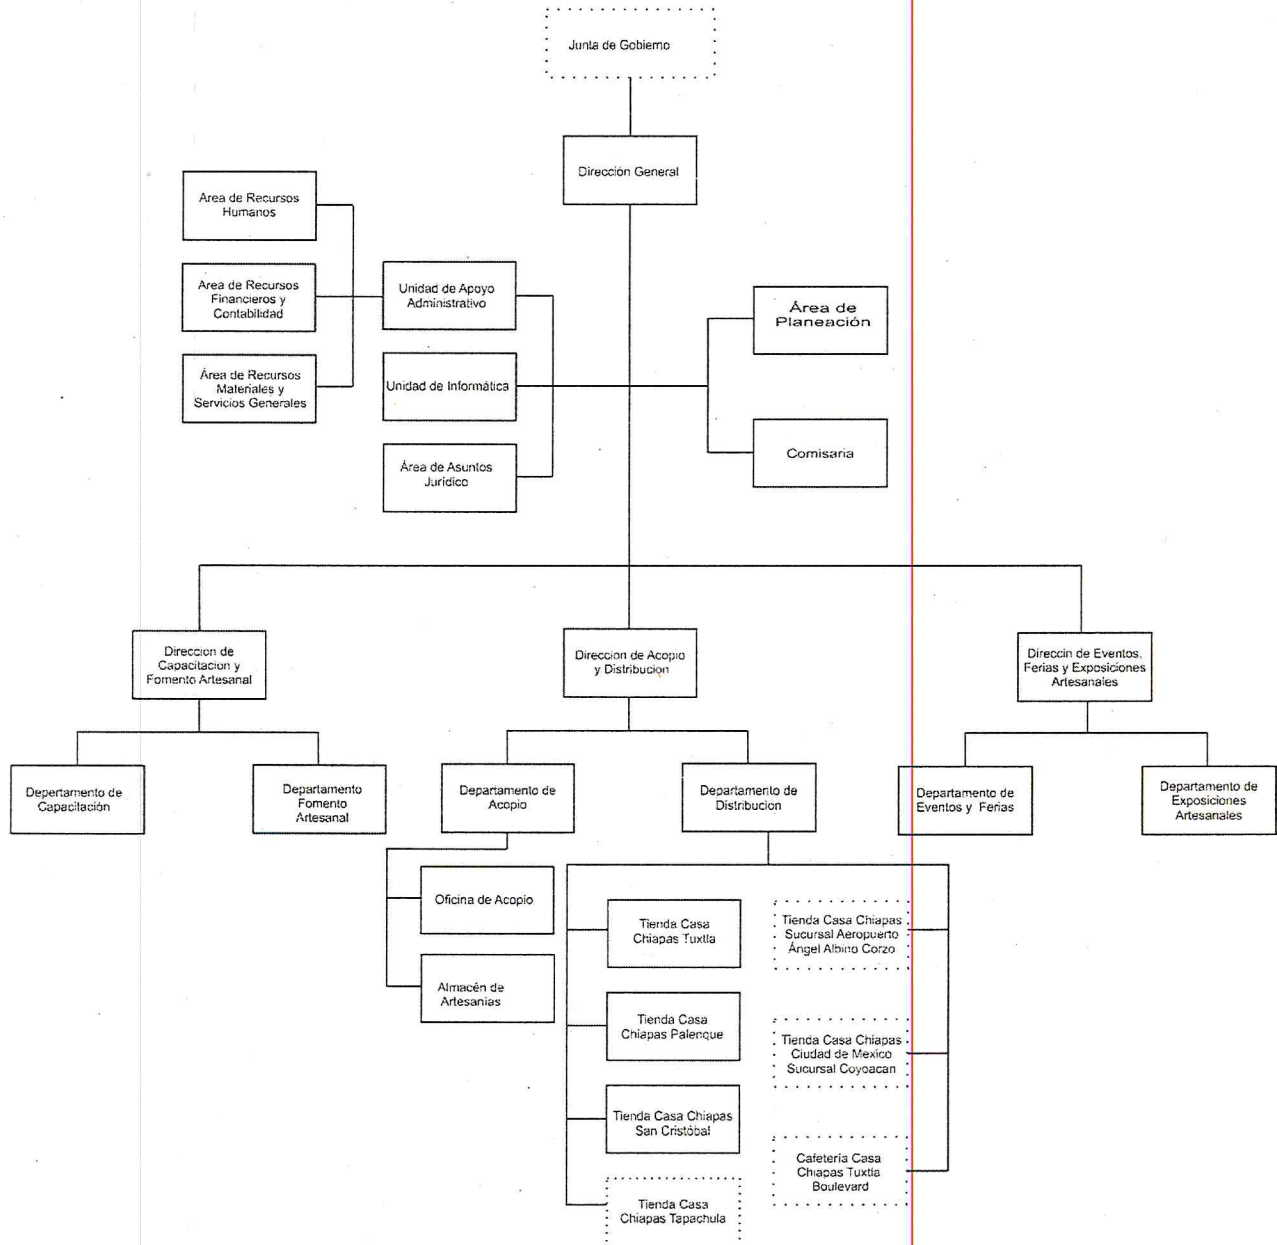 Junta de Gobierno
Dirección General
Area de Recursos
Humanos
Area de Recursos
Financieros y
Contabilidad
Área de Recursos
Materiales y
Servicios Generales
Unidad de Apoyo
Administrativo
Unidad de Informática
Área de Asuntos
Jurídico
Área de
Planeación
Comisaria
Direccion de
Capacitacion y
Fomento Artesanal
Direccion de Acopio
y Distribucion
Direccin de Eventos,
Ferias y Exposiciones
Artesanales
Depertamento de
Capacitación
Departamento
Fomento
Artesanal
Departamento de
Acopio
Departamento de
Distribucion
Departamento de
Eventos y Ferias
Departamento de
Exposiciones
Artesanales
Oficina de Acopio
Almacén de
Artesanias
Tienda Casa
Chiapas Tuxtla
Tienda Casa
Chiapas Palenque
Tienda Casa Chiapas
San Cristóbal
Tienda Casa
Chiapas Tapachula
Tienda Casa Chiapas
Sucursal Aeropuerto
Ángel Albino Corzo
Tienda Casa Chiapas
Ciudad de Mexico
Sucursal Coyoacan
Cafetería Casa
Chiapas Tuxtla
Boulevard